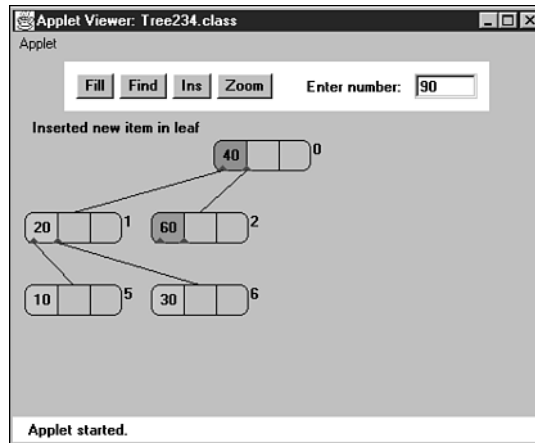 Applet Viewer: Tree234.class
Applet
Fill Find Ins Zoom Enter number: 90
Inserted new item in leaf
40 0
20 1 60 2
10 5 30 6
Applet started.